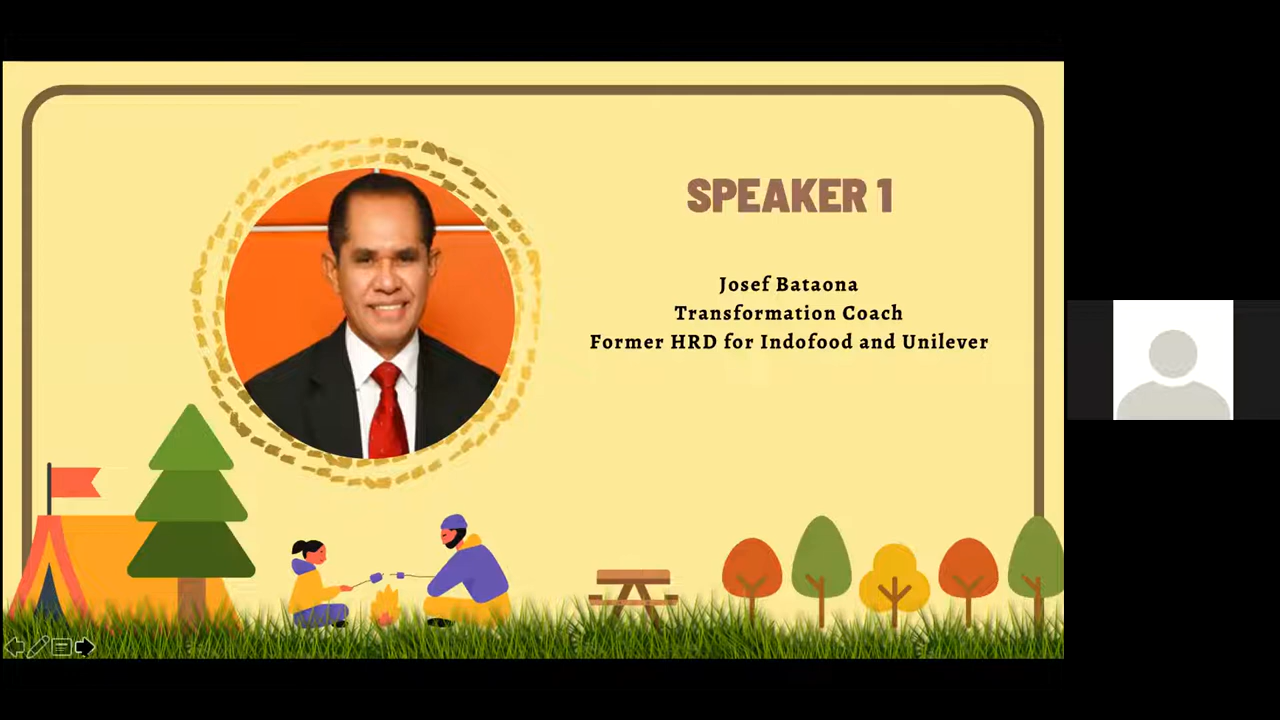 SPEAKER 1
Josef Bataona
Transformation Coach
Former HRD for Indofood and Unilever